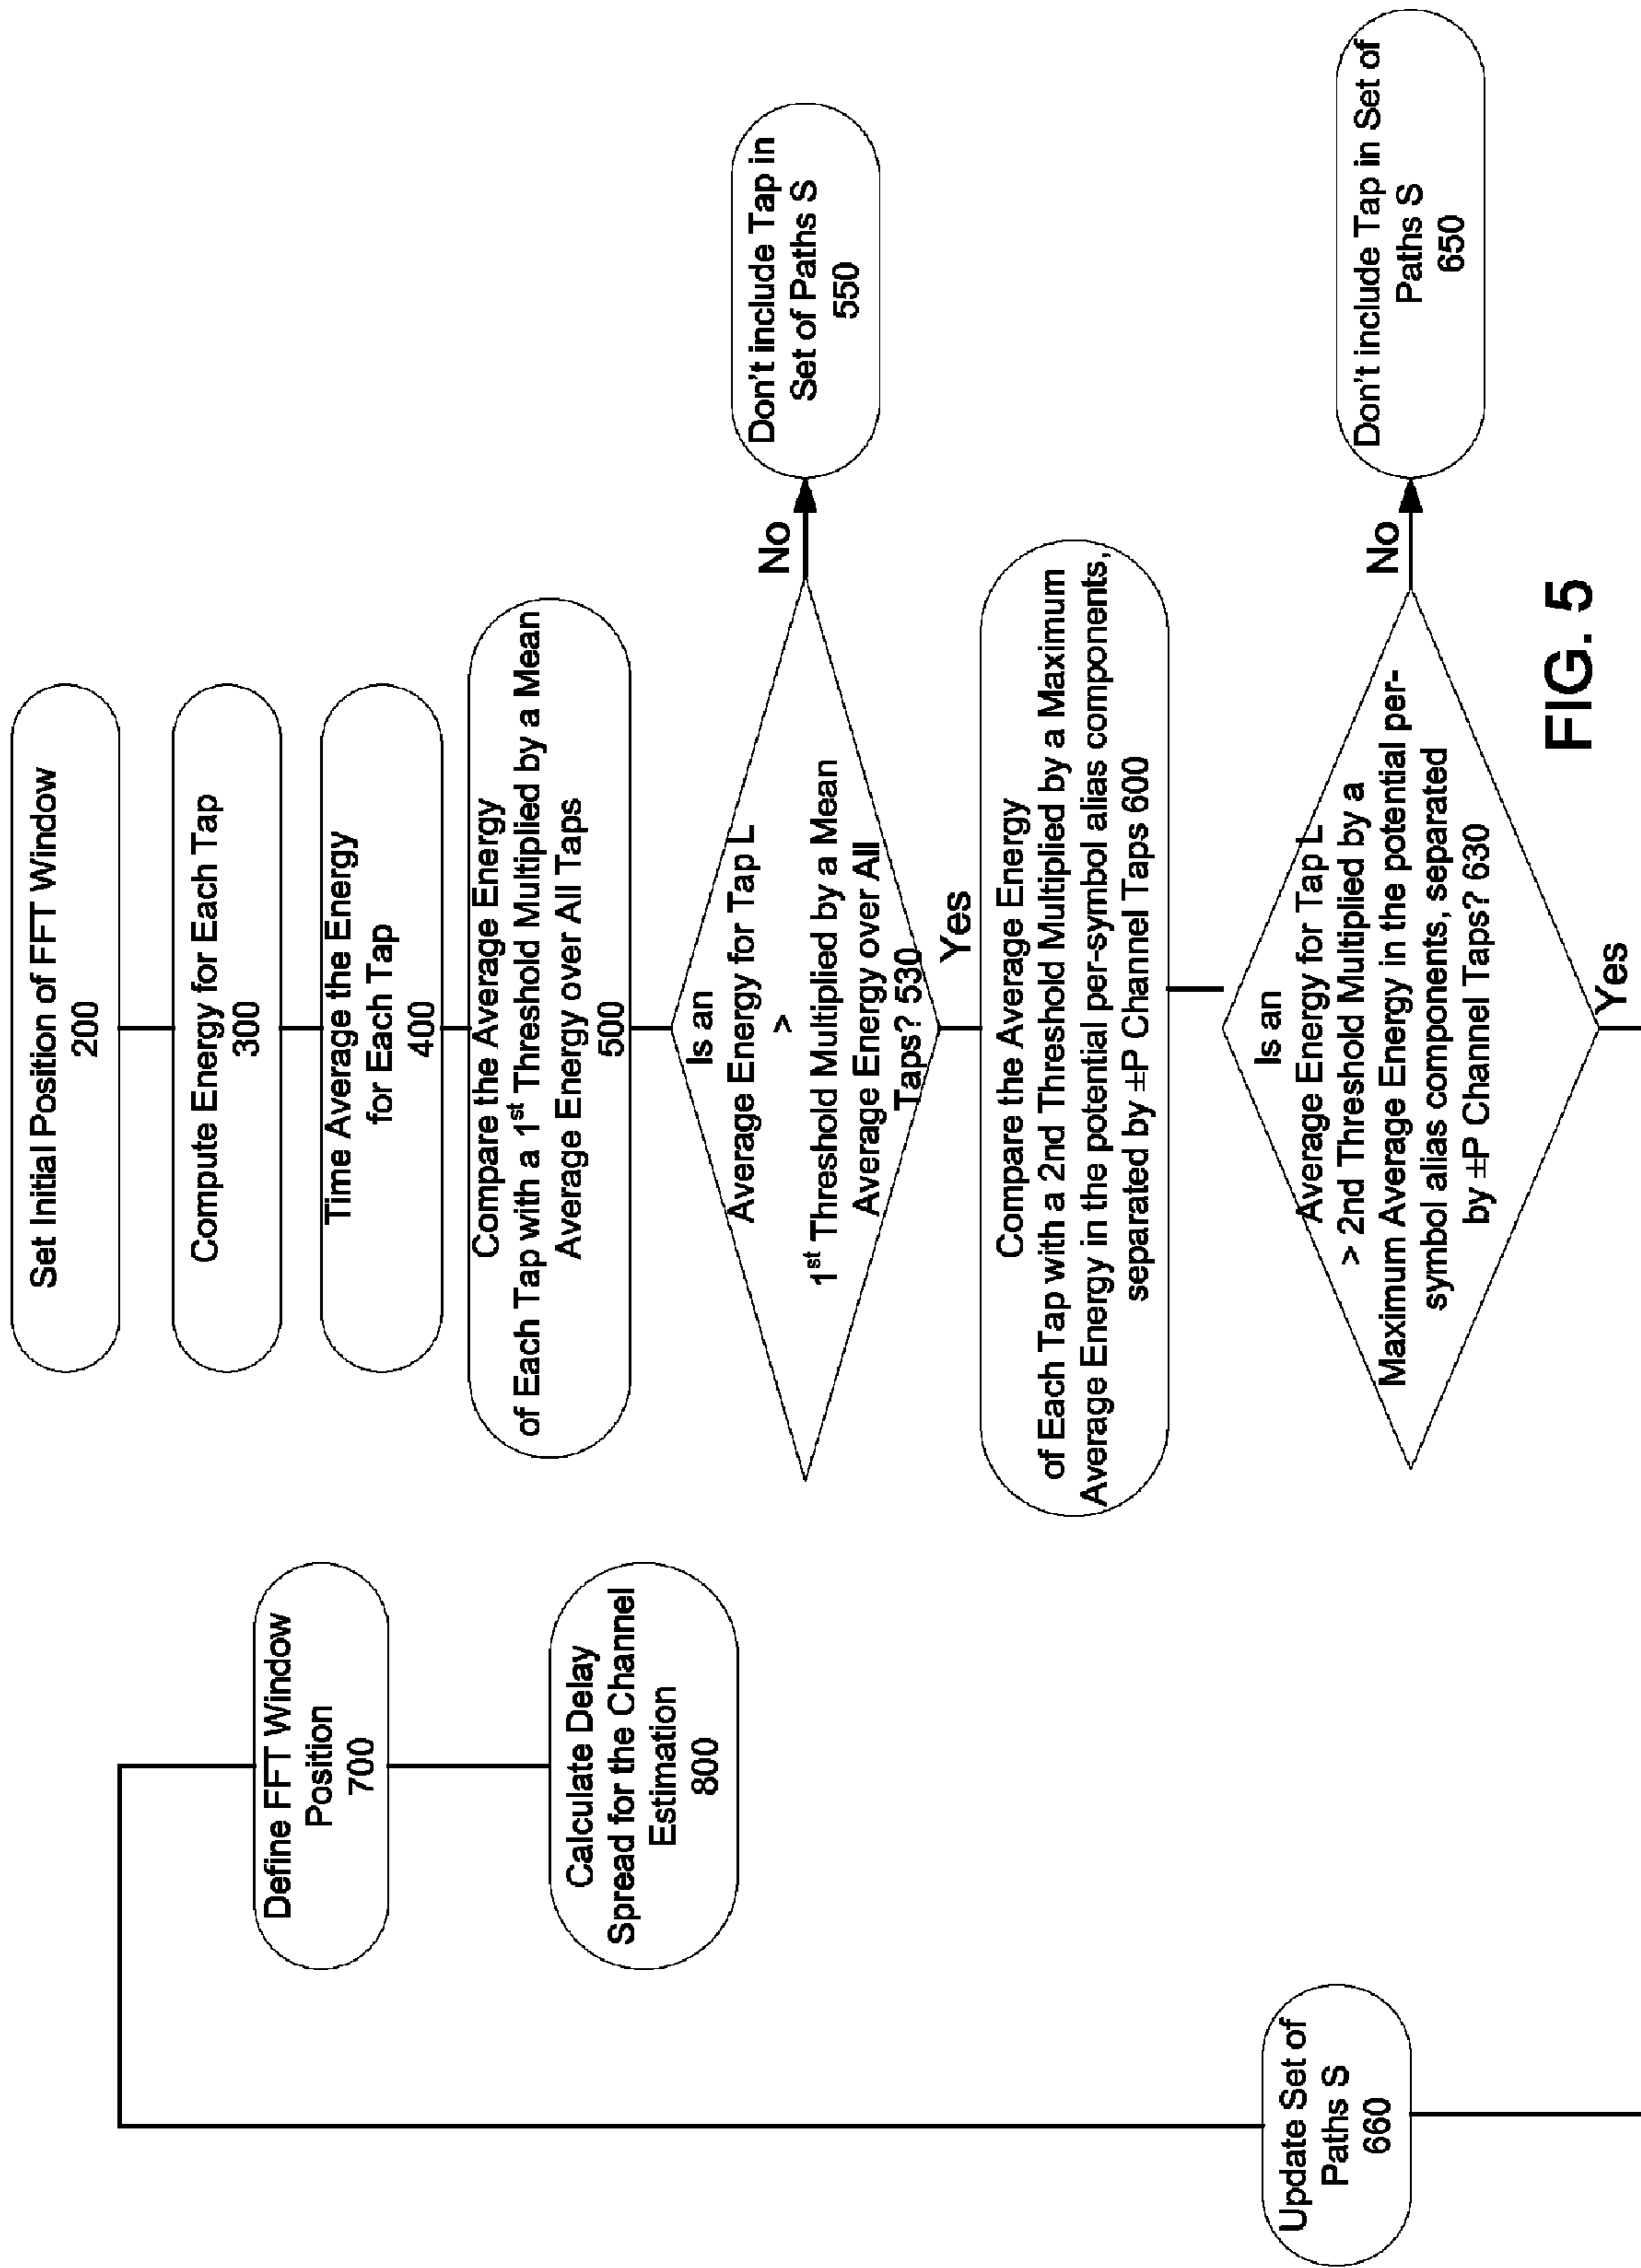 Set Initial Position of FFT Window
200
Compute Energy for Each Tap
300
Time Average the Energy
for Each Tap
400
Compare the Average Energy
of Each Tap with a 1st Threshold Multiplied by a Mean
Average Energy over All Taps
500
Is an
Average Energy for Tap L
>
1st Threshold Multiplied by a Mean
Average Energy over All
Taps? 530
No
Don't include Tap in
Set of Paths S
550
Yes
Compare the Average Energy
of Each Tap with a 2nd Threshold Multiplied by a Maximum
Average Energy in the potential per-symbol alias components,
separated by ±P Channel Taps 600
Is an
Average Energy for Tap L
> 2nd Threshold Multiplied by a
Maximum Average Energy in the potential per-
symbol alias components, separated
by ±P Channel Taps? 630
No
Don't include Tap in Set of
Paths S
650
Yes
Update Set of
Paths S
660
Define FFT Window
Position
700
Calculate Delay
Spread for the Channel
Estimation
800
FIG. 5